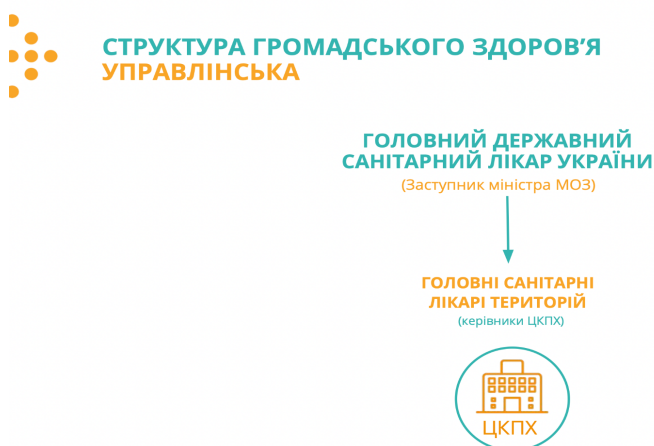 СТРУКТУРА ГРОМАДСЬКОГО ЗДОРОВ’Я
УПРАВЛІНСЬКА
ГОЛОВНИЙ ДЕРЖАВНИЙ
САНІТАРНИЙ ЛІКАР УКРАЇНИ
(Заступник міністра МОЗ)
ГОЛОВНІ САНІТАРНІ
ЛІКАРІ ТЕРИТОРІЙ
(керівники ЦКПХ)
ЦКПХ